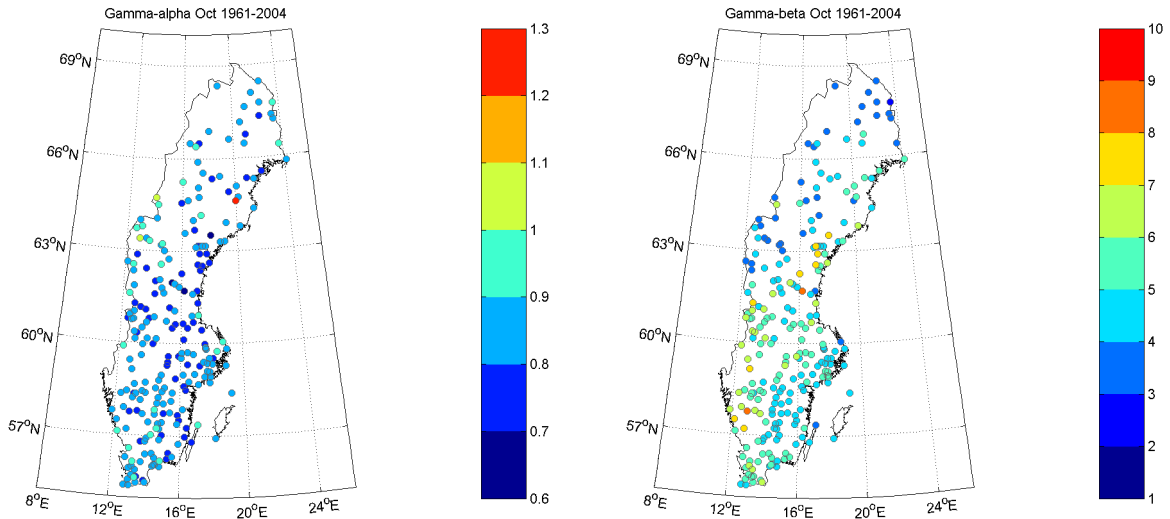 Gamma-alpha Oct 1961-2004
69°N
66°N
63°N
60°N
57°N
8°E
12°E
16°E
20°E
24°E
1.3
1.2
1.1
1
0.9
0.8
0.7
0.6
Gamma-beta Oct 1961-2004
69°N
66°N
63°N
60°N
57°N
8°E
12°E
16°E
20°E
24°E
10
9
8
7
6
5
4
3
2
1